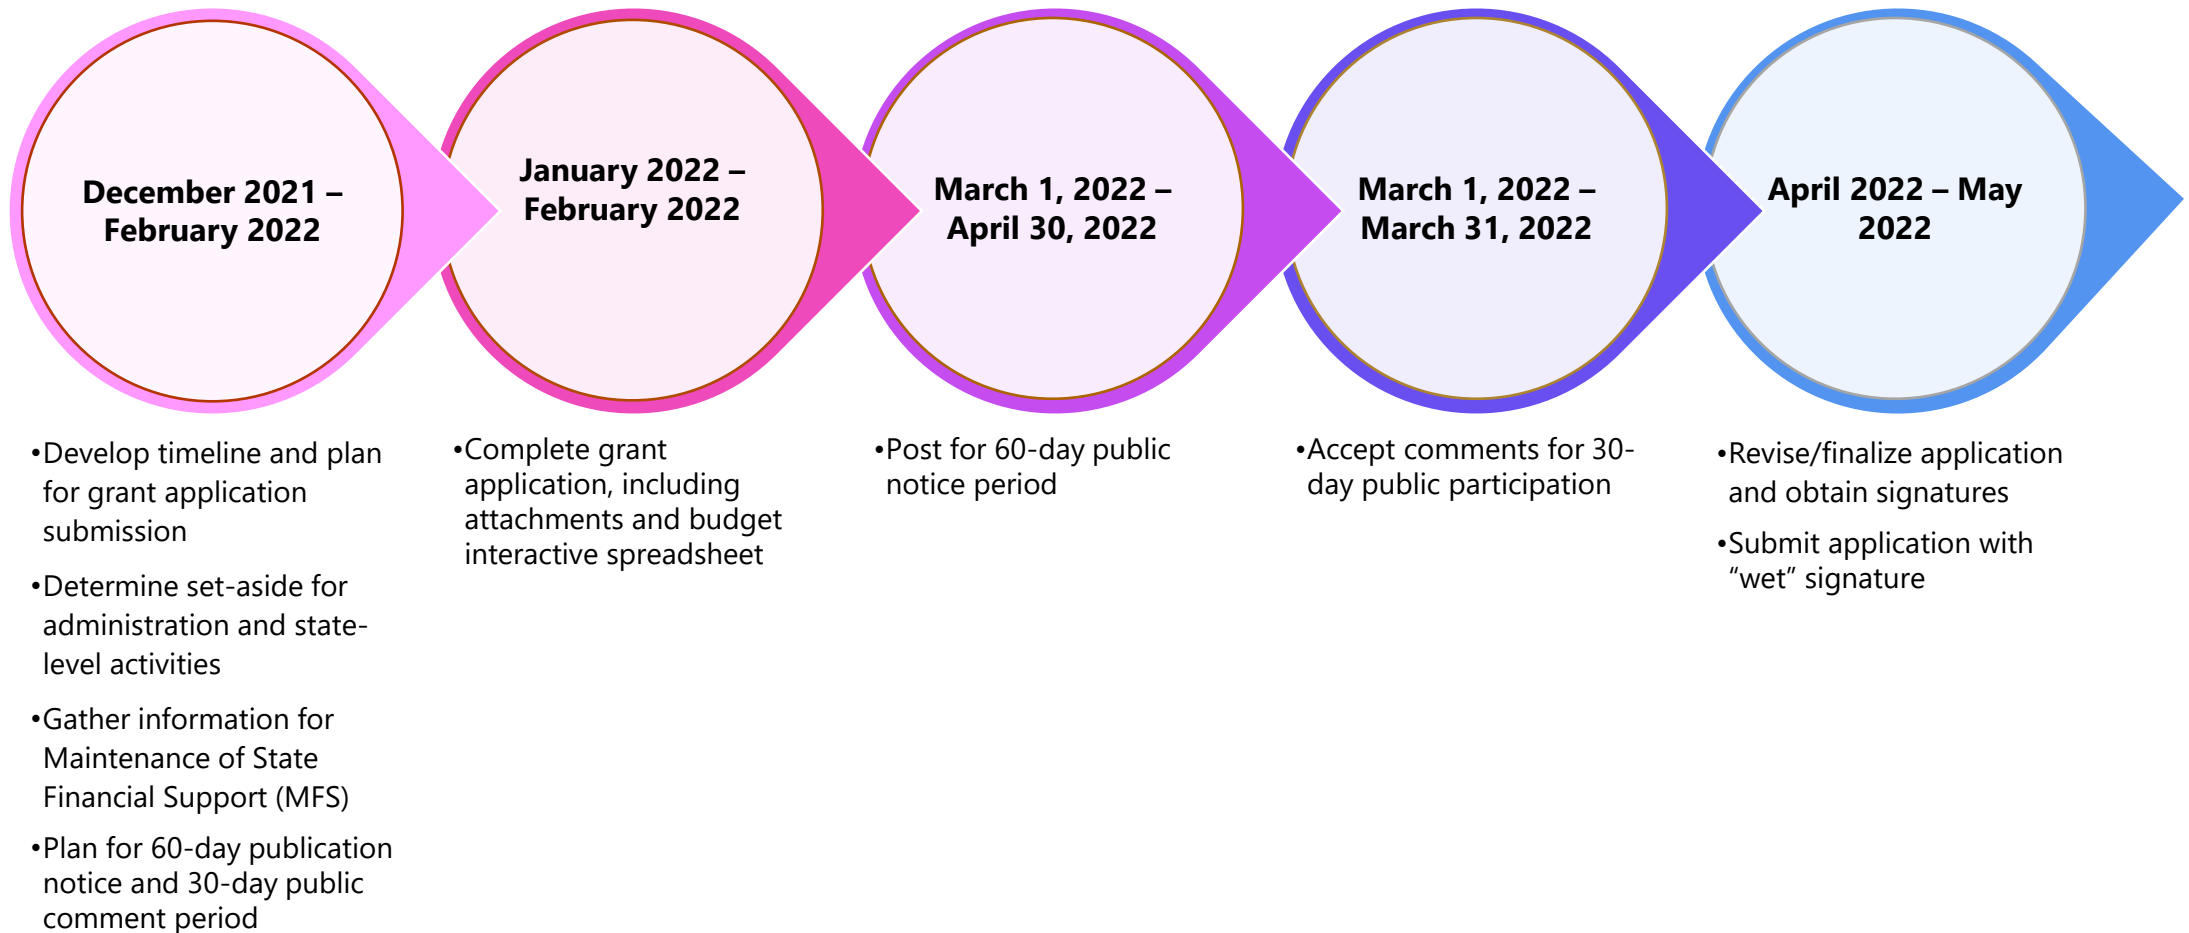 December 2021 –
February 2022
January 2022 –
February 2022
March 1, 2022 –
April 30, 2022
March 1, 2022 –
March 31, 2022
April 2022 – May
2022
•Develop timeline and plan
for grant application
submission
•Determine set-aside for
administration and state-
level activities
•Gather information for
Maintenance of State
Financial Support (MFS)
•Plan for 60-day publication
notice and 30-day public
comment period
•Complete grant
application, including
attachments and budget
interactive spreadsheet
•Post for 60-day public
notice period
•Accept comments for 30-
day public participation
•Revise/finalize application
and obtain signatures
•Submit application with
“wet” signature